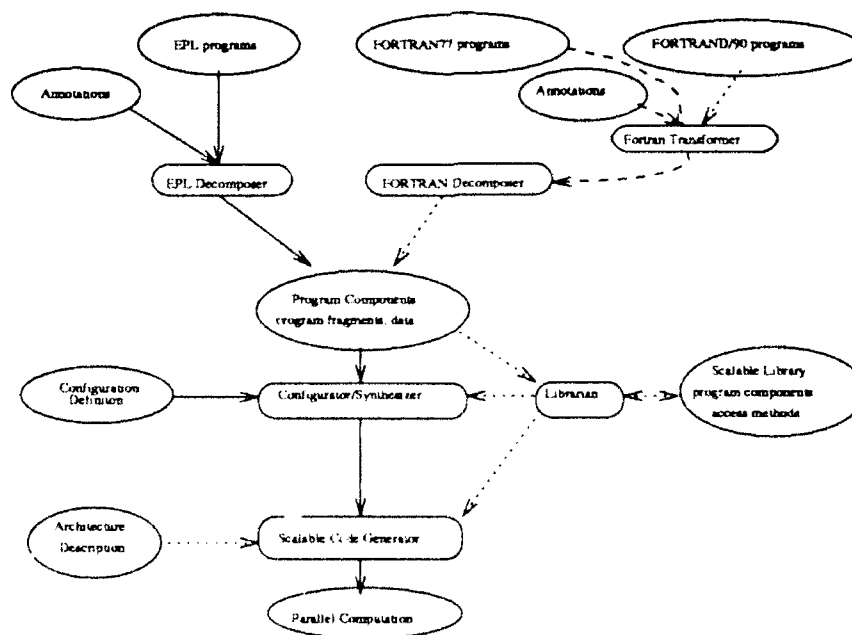 EPL programs
FORTRAN77 programs
FORTRAND/90 programs
Annotations
Annotations
Fortran Transformer
EPL Decomposer
FORTRAN Decomposer
Program Components
program fragments, data
Configuration
Definition
Configurator/Synthesizer
Librarian
Scalable Library
program components
access methods
Architecture
Description
Scalable Code Generator
Parallel Computation